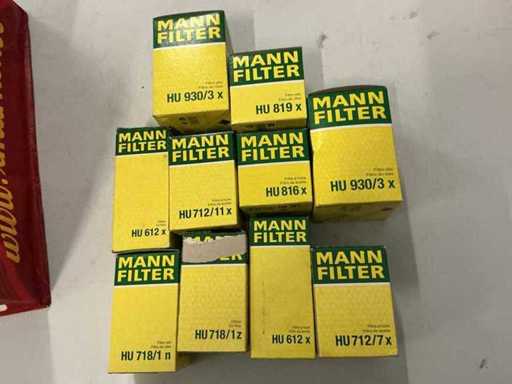 MANN
FILTER
HU 930/3 x
MANN
FILTER
HU 819 x
MANN
FILTER
HU 930/3 x
MANN
FILTER
HU 612 x
MANN
FILTER
HU 712/11 x
MANN
FILTER
HU 816 x
MANN
FILTER
HU 718/1 n
MANN
FILTER
HU 718/1 z
MANN
FILTER
HU 612 x
MANN
FILTER
HU 712/7 x